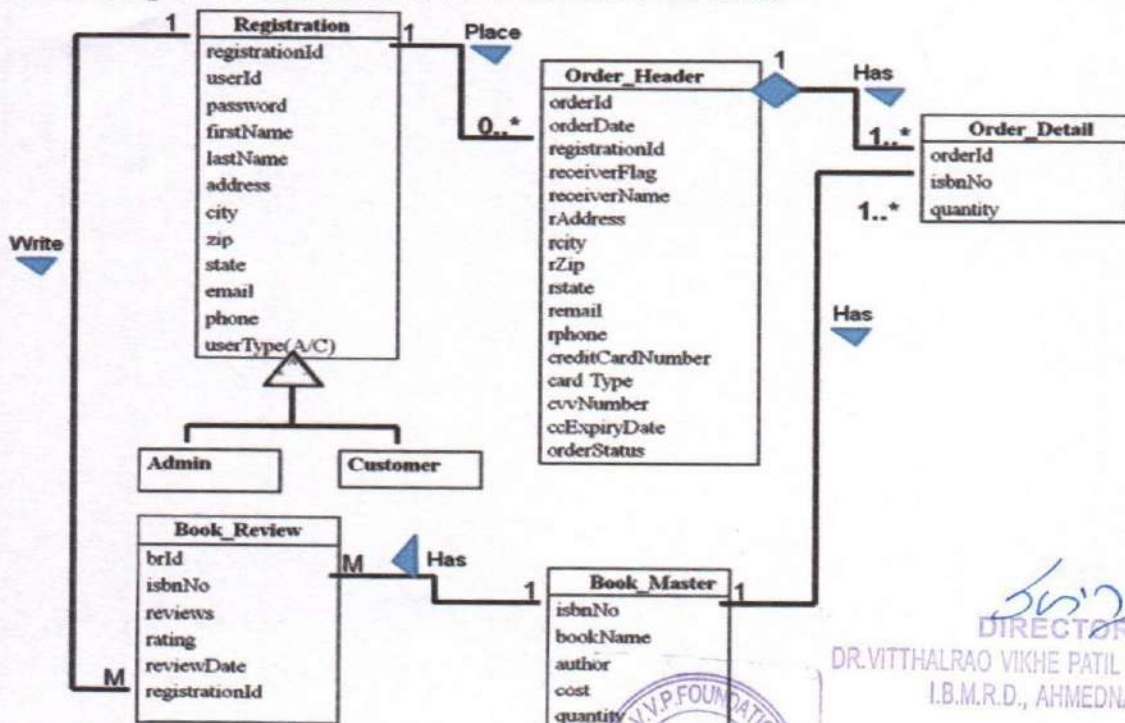 1
Registration
registrationId
userId
password
firstName
lastName
address
city
zip
state
email
phone
userType(A/C)
1
Place
0..*
Order_Header
orderId
orderDate
registrationId
receiverFlag
receiverName
rAddress
rcity
rZip
rstate
remail
rphone
creditCardNumber
card Type
cvvNumber
ccExpiryDate
orderStatus
1
Has
1..*
Order_Detail
orderId
isbnNo
quantity
1..*
Has
Write
Admin
Customer
Book_Review
brId
isbnNo
reviews
rating
reviewDate
registrationId
M
M
Has
1
Book_Master
isbnNo
bookName
author
cost
quantity
1
V.V.P.FOUNDATIO
DIRECTOR
DR.VITTHALRAO VIKHE PATIL
I.B.M.R.D., AHMEDNA